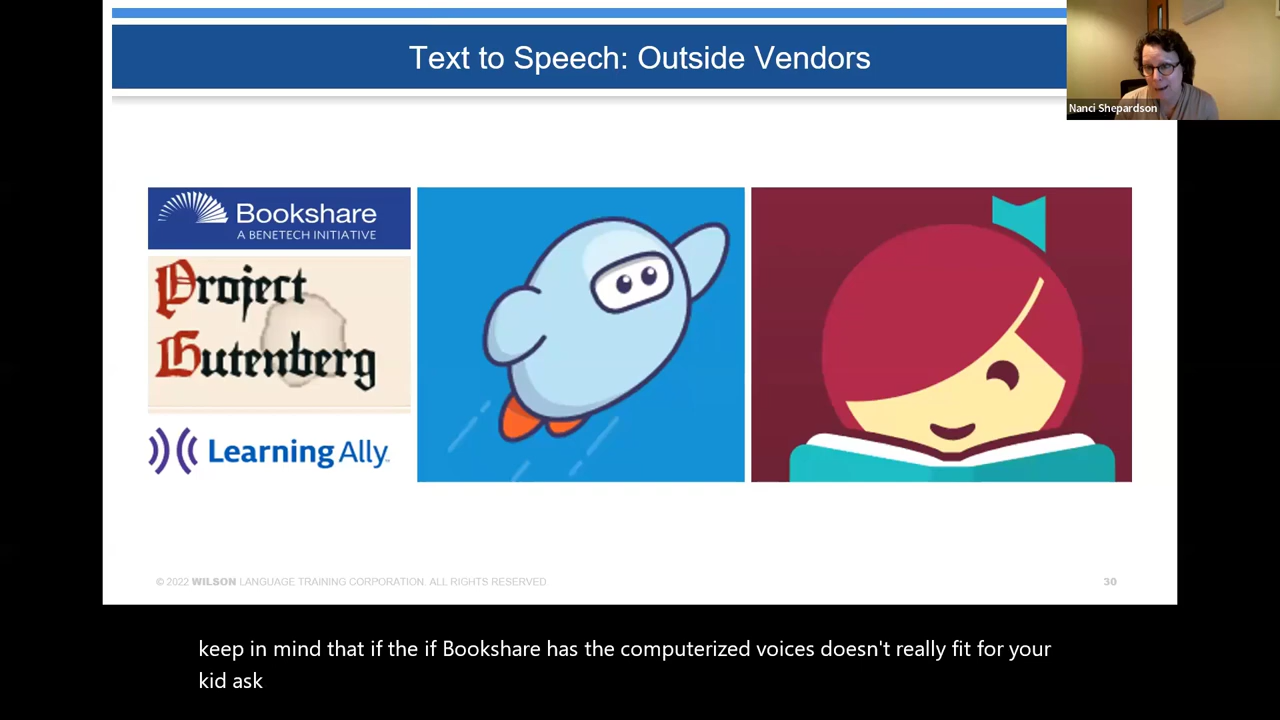 Text to Speech: Outside Vendors
Nanci Shepardson
Bookshare
A BENETECH INITIATIVE
Project
Gutenberg
Learning Ally™
© 2022 WILSON LANGUAGE TRAINING CORPORATION. ALL RIGHTS RESERVED
30
keep in mind that if the if Bookshare has the computerized voices doesn't really fit for your
kid ask